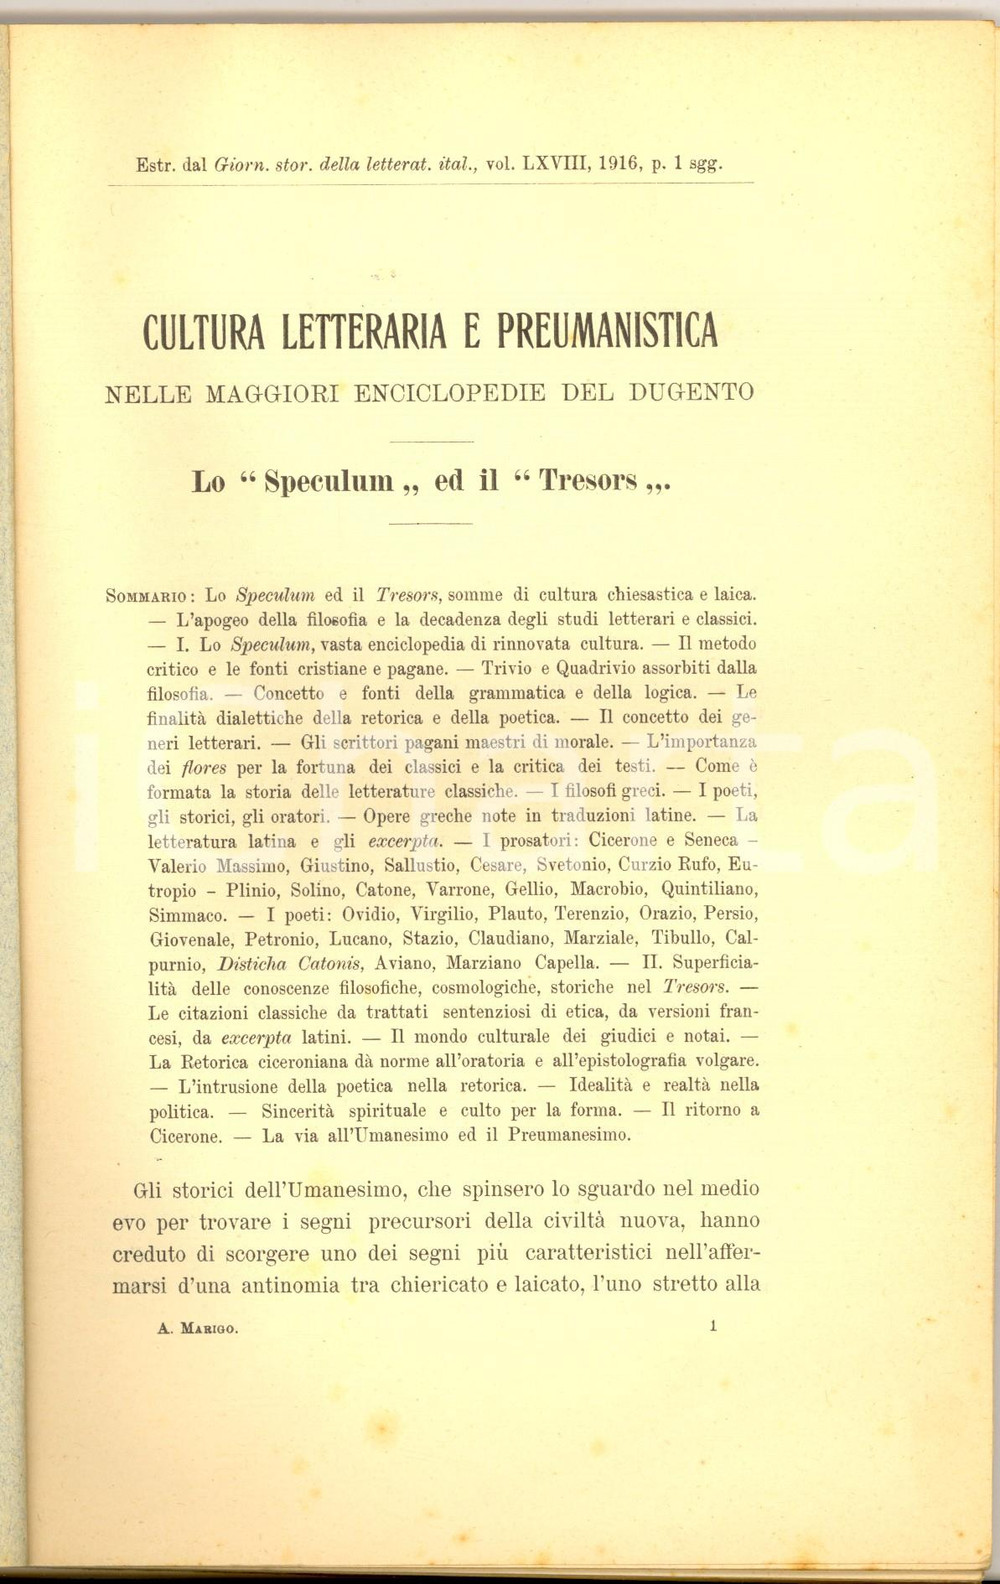 Estr. dal Giorn. stor. della letterat. ital., vol. LXVIII, 1916, p. 1 sgg.
CULTURA LETTERARIA E PREUMANISTICA
NELLE MAGGIORI ENCICLOPEDIE DEL DUGENTO
Lo “ Speculum „ ed il “ Tresors „.
SOMMARIO: Lo Speculum ed il Tresors, somme di cultura chiesastica e laica.
— L'apogeo della filosofia e la decadenza degli studi letterari e classici.
— I. Lo Speculum, vasta enciclopedia di rinnovata cultura. — Il metodo
critico e le fonti cristiane e pagane. — Trivio e Quadrivio assorbiti dalla
filosofia. — Concetto e fonti della grammatica e della logica. — Le
finalità dialettiche della retorica e della poetica. — Il concetto dei ge-
neri letterari. — Gli scrittori pagani maestri di morale. — L'importanza
dei flores per la fortuna dei classici e la critica dei testi. — Come è
formata la storia delle letterature classiche. — I filosofi greci. — I poeti,
gli storici, gli oratori. — Opere greche note in traduzioni latine. — La
letteratura latina e gli excerpta. — I prosatori: Cicerone e Seneca –
Valerio Massimo, Giustino, Sallustio, Cesare, Svetonio, Curzio Rufo, Eu-
tropio – Plinio, Solino, Catone, Varrone, Gellio, Macrobio, Quintiliano,
Simmaco. — I poeti: Ovidio, Virgilio, Plauto, Terenzio, Orazio, Persio,
Giovenale, Petronio, Lucano, Stazio, Claudiano, Marziale, Tibullo, Cal-
purnio, Disticha Catonis, Aviano, Marziano Capella. — II. Superficia-
lità delle conoscenze filosofiche, cosmologiche, storiche nel Tresors. —
Le citazioni classiche da trattati sentenziosi di etica, da versioni fran-
cesi, da excerpta latini. — Il mondo culturale dei giudici e notai. —
La Retorica ciceroniana dà norme all'oratoria e all'epistolografia volgare.
— L'intrusione della poetica nella retorica. — Idealità e realtà nella
politica. — Sincerità spirituale e culto per la forma. — Il ritorno a
Cicerone. — La via all'Umanesimo ed il Preumanesimo.
Gli storici dell'Umanesimo, che spinsero lo sguardo nel medio
evo per trovare i segni precursori della civiltà nuova, hanno
creduto di scorgere uno dei segni più caratteristici nell'affer-
marsi d'una antinomia tra chiericato e laicato, l'uno stretto alla
A. MARIGO. 1